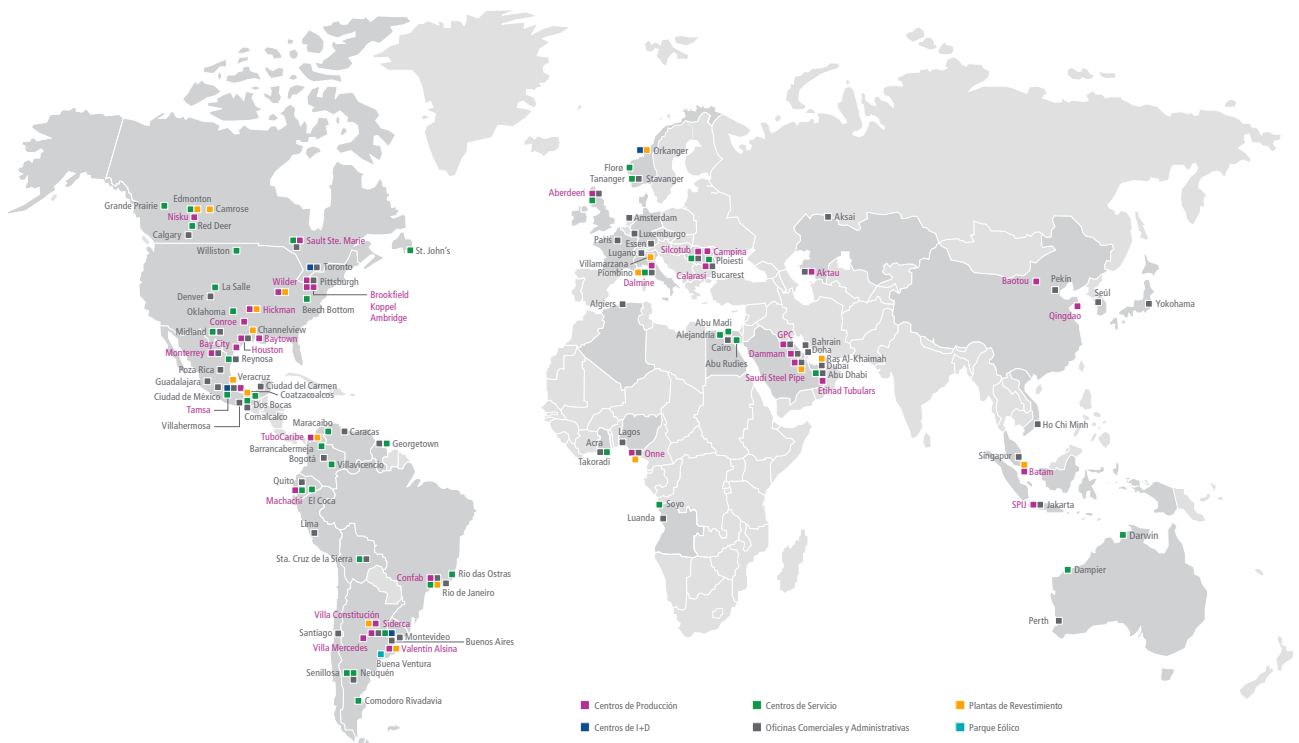 Edmonton
Grande Prairie
Camrose
Nisku
Red Deer
Calgary
Sault Ste. Marie
Williston
St. John's
Toronto
Wilder
Pittsburgh
La Salle
Denver
Brookfield
Koppel
Ambridge
Beech Bottom
Oklahoma
Hickman
Conroe
Channelview
Midland
Bay City
Baytown
Houston
Monterrey
Reynosa
Poza Rica
Veracruz
Guadalajara
Ciudad del Carmen
Coatzacoalcos
Ciudad de México
Dos Bocas
Tamsa
Comalcalco
Villahermosa
Maracaibo
Caracas
TuboCaribe
Georgetown
Barrancabermeja
Bogotá
Villavicencio
Quito
Machachi
El Coca
Lima
Sta. Cruz de la Sierra
Confab
Rio das Ostras
Rio de Janeiro
Villa Constitución
Siderca
Santiago
Montevideo
Buenos Aires
Villa Mercedes
Valentín Alsina
Buena Ventura
Senillosa
Neuquén
Comodoro Rivadavia
Orkanger
Floro
Tananger
Stavanger
Aberdeen
Amsterdam
Luxemburgo
Paris
Essen
Lugano
Silcotub
Campina
Villamarzana
Ploiesti
Piombino
Dalmine
Calarasi
Bucarest
Algiers
Abu Madi
Alejandria
Cairo
Abu Rudies
GPC
Bahrain
Doha
Dammam
Ras Al-Khaimah
Dubai
Saudi Steel Pipe
Abu Dhabi
Etihad Tubulars
Lagos
Acra
Onne
Takoradi
Soyo
Luanda
Aksai
Aktau
Baotou
Pekín
Seúl
Yokohama
Qingdao
Ho Chi Minh
Singapur
Batam
SPIJ
Jakarta
Darwin
Dampier
Perth
Centros de Producción
Centros de Servicio
Plantas de Revestimiento
Centros de I+D
Oficinas Comerciales y Administrativas
Parque Eólico